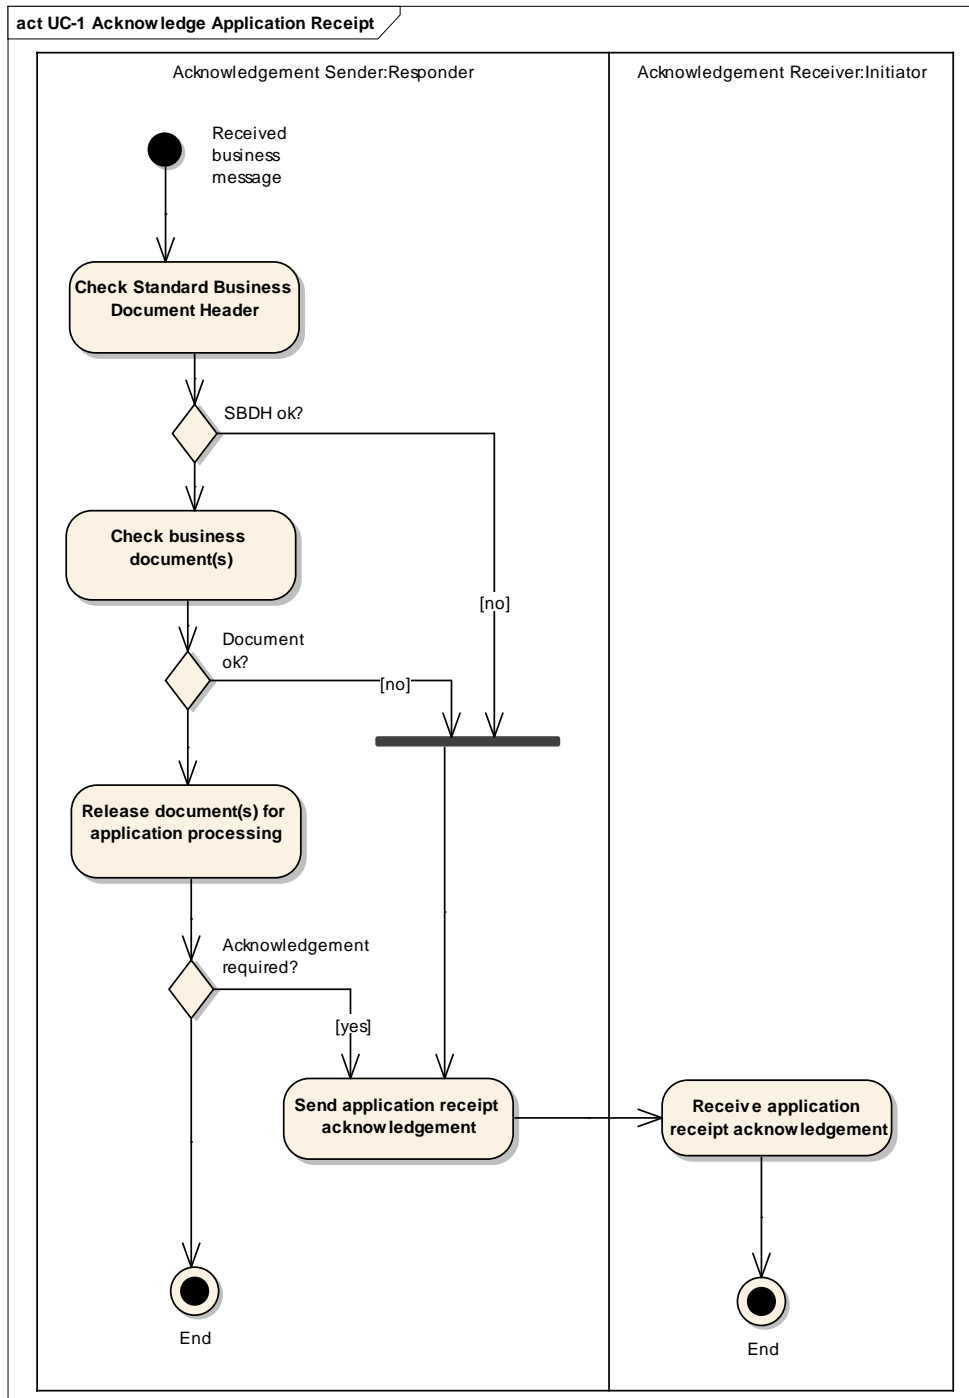 act UC-1 Acknowledge Application Receipt
Acknowledgement Sender:Responder
Acknowledgement Receiver:Initiator
Received
business
message
Check Standard Business
Document Header
SBDH ok?
Check business
document(s)
[no]
Document
ok?
[no]
Release document(s) for
application processing
Acknowledgement
required?
[yes]
Send application receipt
acknowledgement
Receive application
receipt acknowledgement
End
End